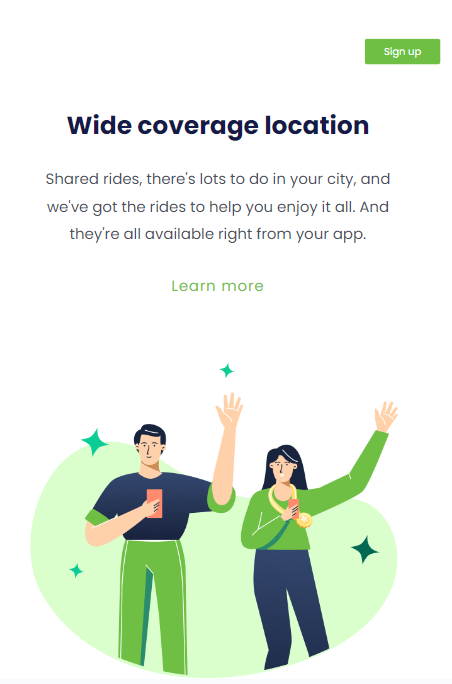 Sign up
Wide coverage location
Shared rides, there's lots to do in your city, and
we've got the rides to help you enjoy it all. And
they're all available right from your app.
Learn more